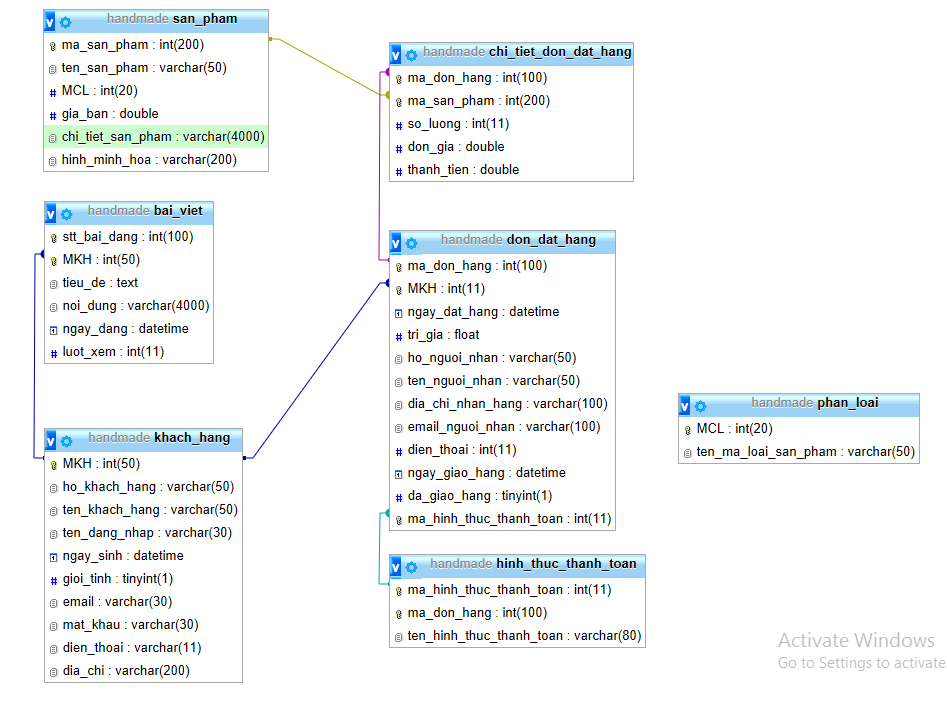 handmade san_pham
ma_san_pham : int(200)
ten_san_pham : varchar(50)
MCL : int(20)
gia_ban : double
chi_tiet_san_pham : varchar(4000)
hinh_minh_hoa : varchar(200)
handmade chi_tiet_don_dat_hang
ma_don_hang : int(100)
ma_san_pham : int(200)
so_luong : int(11)
don_gia : double
thanh_tien : double
handmade bai_viet
stt_bai_dang : int(100)
MKH : int(50)
tieu_de : text
noi_dung : varchar(4000)
ngay_dang : datetime
luot_xem : int(11)
handmade don_dat_hang
ma_don_hang : int(100)
MKH : int(11)
ngay_dat_hang : datetime
tri_gia : float
ho_nguoi_nhan : varchar(50)
ten_nguoi_nhan : varchar(50)
dia_chi_nhan_hang : varchar(100)
email_nguoi_nhan : varchar(100)
dien_thoai : int(11)
ngay_giao_hang : datetime
da_giao_hang : tinyint(1)
ma_hinh_thuc_thanh_toan : int(11)
handmade phan_loai
MCL : int(20)
ten_ma_loai_san_pham : varchar(50)
handmade khach_hang
MKH : int(50)
ho_khach_hang : varchar(50)
ten_khach_hang : varchar(50)
ten_dang_nhap : varchar(30)
ngay_sinh : datetime
gioi_tinh : tinyint(1)
email : varchar(30)
mat_khau : varchar(30)
dien_thoai : varchar(11)
dia_chi : varchar(200)
handmade hinh_thuc_thanh_toan
ma_hinh_thuc_thanh_toan : int(11)
ma_don_hang : int(100)
ten_hinh_thuc_thanh_toan : varchar(80)
Activate Windows
Go to Settings to activate